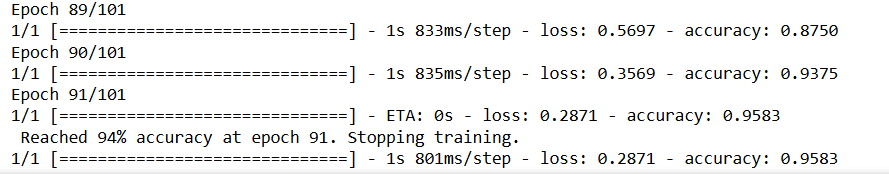 Epoch 89/101
1/1 [==============================] - 1s 833ms/step - loss: 0.5697 - accuracy: 0.8750
Epoch 90/101
1/1 [==============================] - 1s 835ms/step - loss: 0.3569 - accuracy: 0.9375
Epoch 91/101
1/1 [==============================] - ETA: 0s - loss: 0.2871 - accuracy: 0.9583
 Reached 94% accuracy at epoch 91. Stopping training.
1/1 [==============================] - 1s 801ms/step - loss: 0.2871 - accuracy: 0.9583